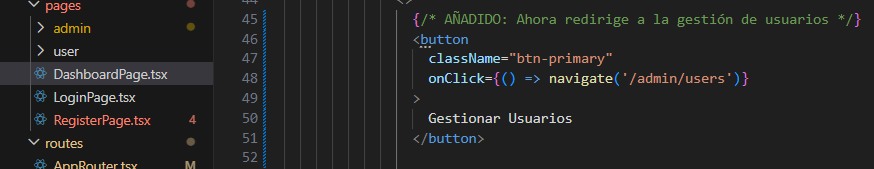 pages
admin
user
DashboardPage.tsx
LoginPage.tsx
RegisterPage.tsx 4
routes
AppRouter.tsx M
44 <>
45 {/* AÑADIDO: Ahora redirige a la gestión de usuarios */}
46 <button
47 className="btn-primary"
48 onClick={() => navigate('/admin/users')}
49 >
50 Gestionar Usuarios
51 </button>
52